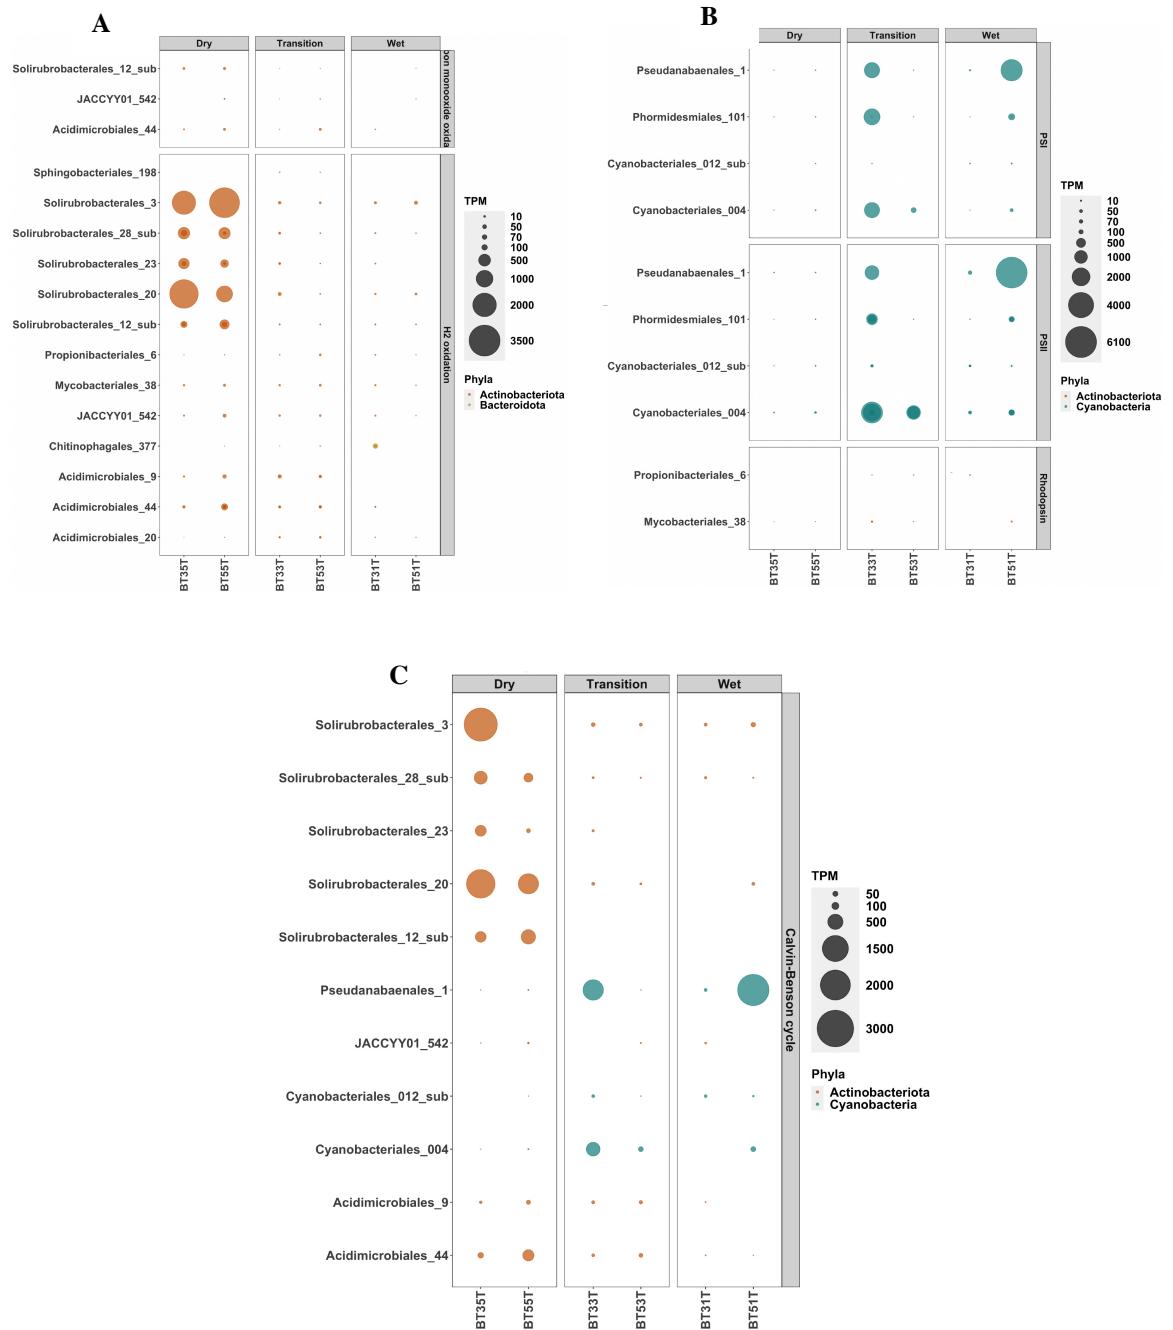 A
Dry Transition Wet
Solirubrobacterales_12_sub
JACCYY01_542
Acidimicrobiales_44
Sphingobacteriales_198
Solirubrobacterales_3
Solirubrobacterales_28_sub
Solirubrobacterales_23
Solirubrobacterales_20
Solirubrobacterales_12_sub
Propionibacteriales_6
Mycobacteriales_38
JACCYY01_542
Chitinophagales_377
Acidimicrobiales_9
Acidimicrobiales_44
Acidimicrobiales_20
bon monooxide oxida
H2 oxidation
BT35T BT55T BT33T BT53T BT31T BT51T
TPM
10
50
70
100
500
1000
2000
3500
Phyla
Actinobacteriota
Bacteroidota
B
Dry Transition Wet
Pseudanabaenales_1
Phormidesmiales_101
Cyanobacteriales_012_sub
Cyanobacteriales_004
Pseudanabaenales_1
Phormidesmiales_101
Cyanobacteriales_012_sub
Cyanobacteriales_004
Propionibacteriales_6
Mycobacteriales_38
PSI
PSII
Rhodopsin
BT35T BT55T BT33T BT53T BT31T BT51T
TPM
10
50
70
100
500
1000
2000
4000
6100
Phyla
Actinobacteriota
Cyanobacteria
C
Dry Transition Wet
Solirubrobacterales_3
Solirubrobacterales_28_sub
Solirubrobacterales_23
Solirubrobacterales_20
Solirubrobacterales_12_sub
Pseudanabaenales_1
JACCYY01_542
Cyanobacteriales_012_sub
Cyanobacteriales_004
Acidimicrobiales_9
Acidimicrobiales_44
Calvin-Benson cycle
BT35T BT55T BT33T BT53T BT31T BT51T
TPM
50
100
500
1500
2000
3000
Phyla
Actinobacteriota
Cyanobacteria